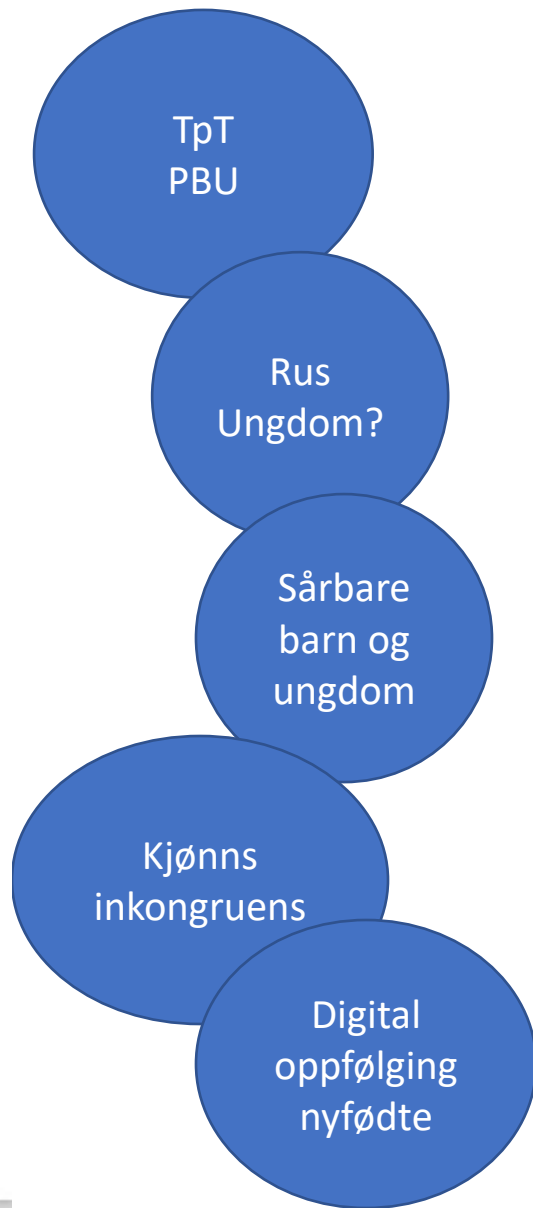 TpT
PBU
Rus
Ungdom?
Sårbare
barn og
ungdom
Kjønns
inkongruens
Digital
oppfølging
nyfødte